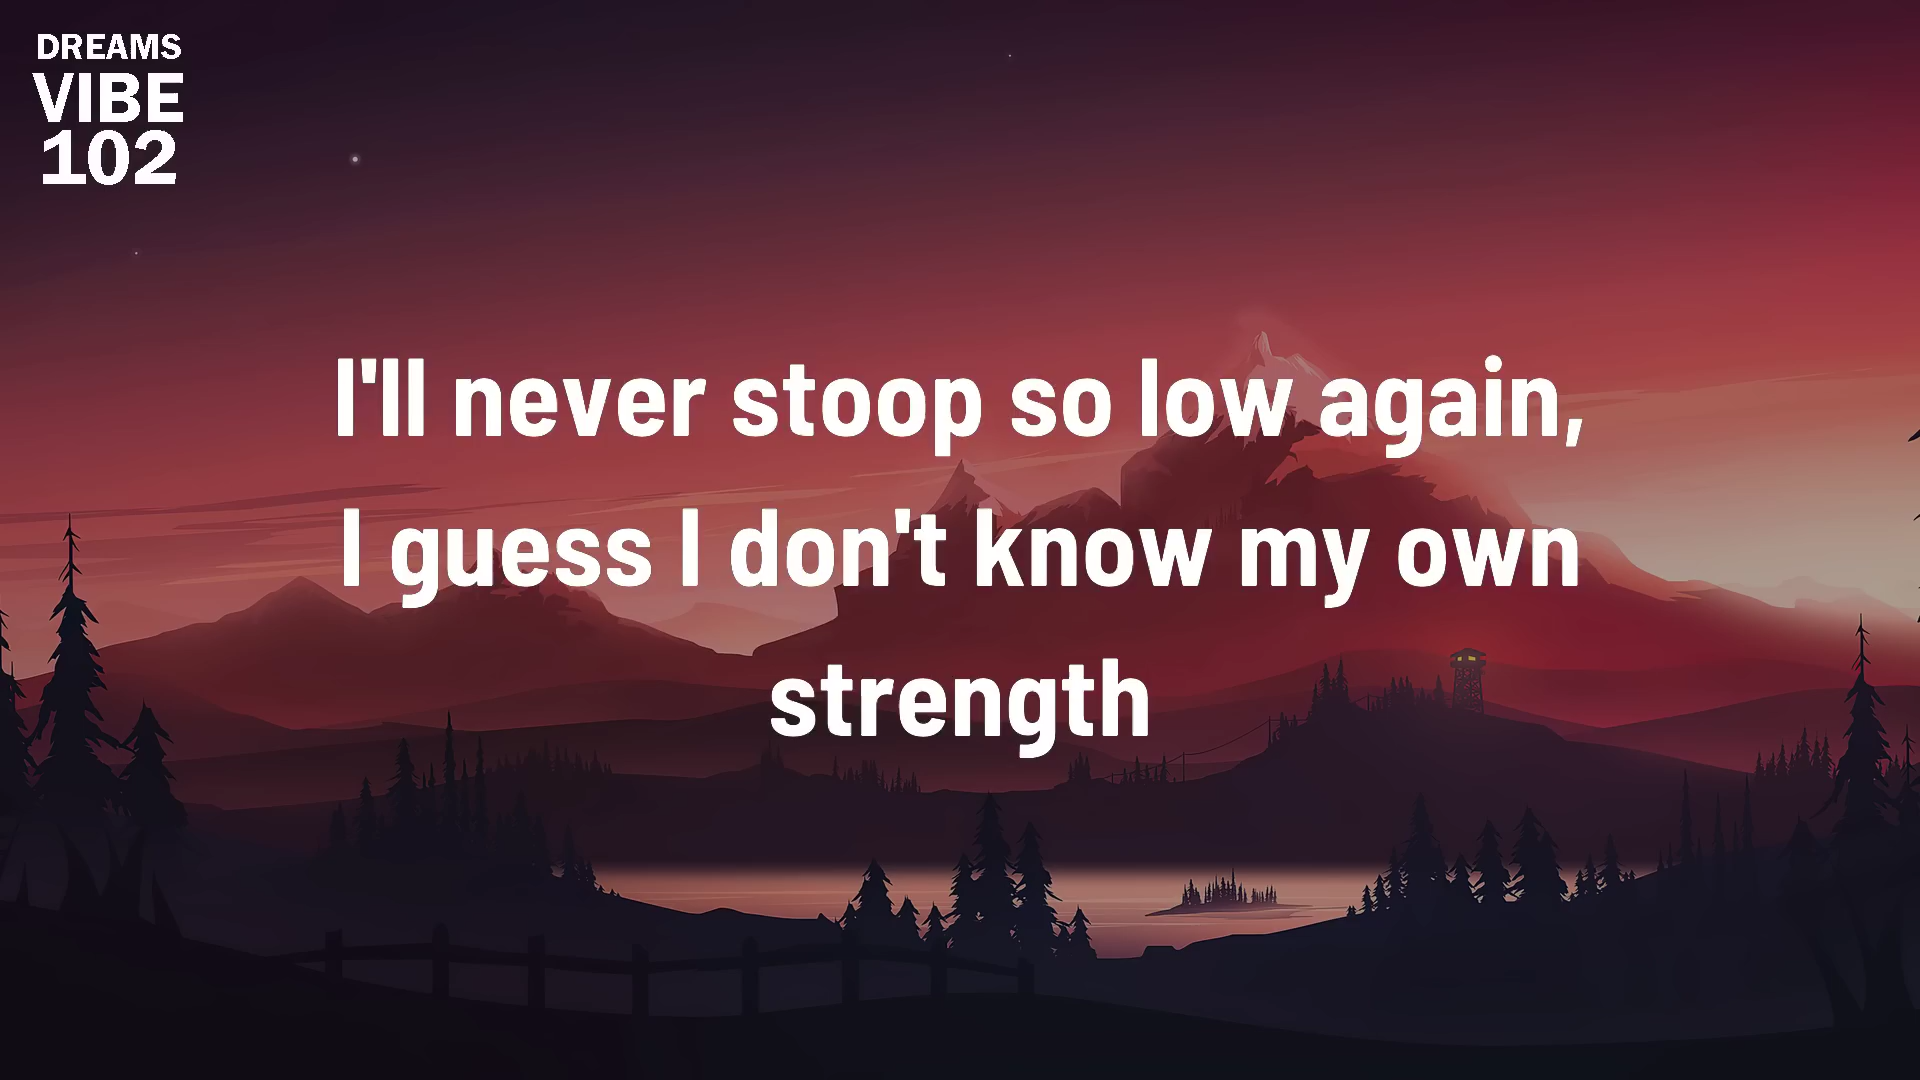 DREAMS
VIBE
102
I'll never stoop so low again,
I guess I don't know my own
strength